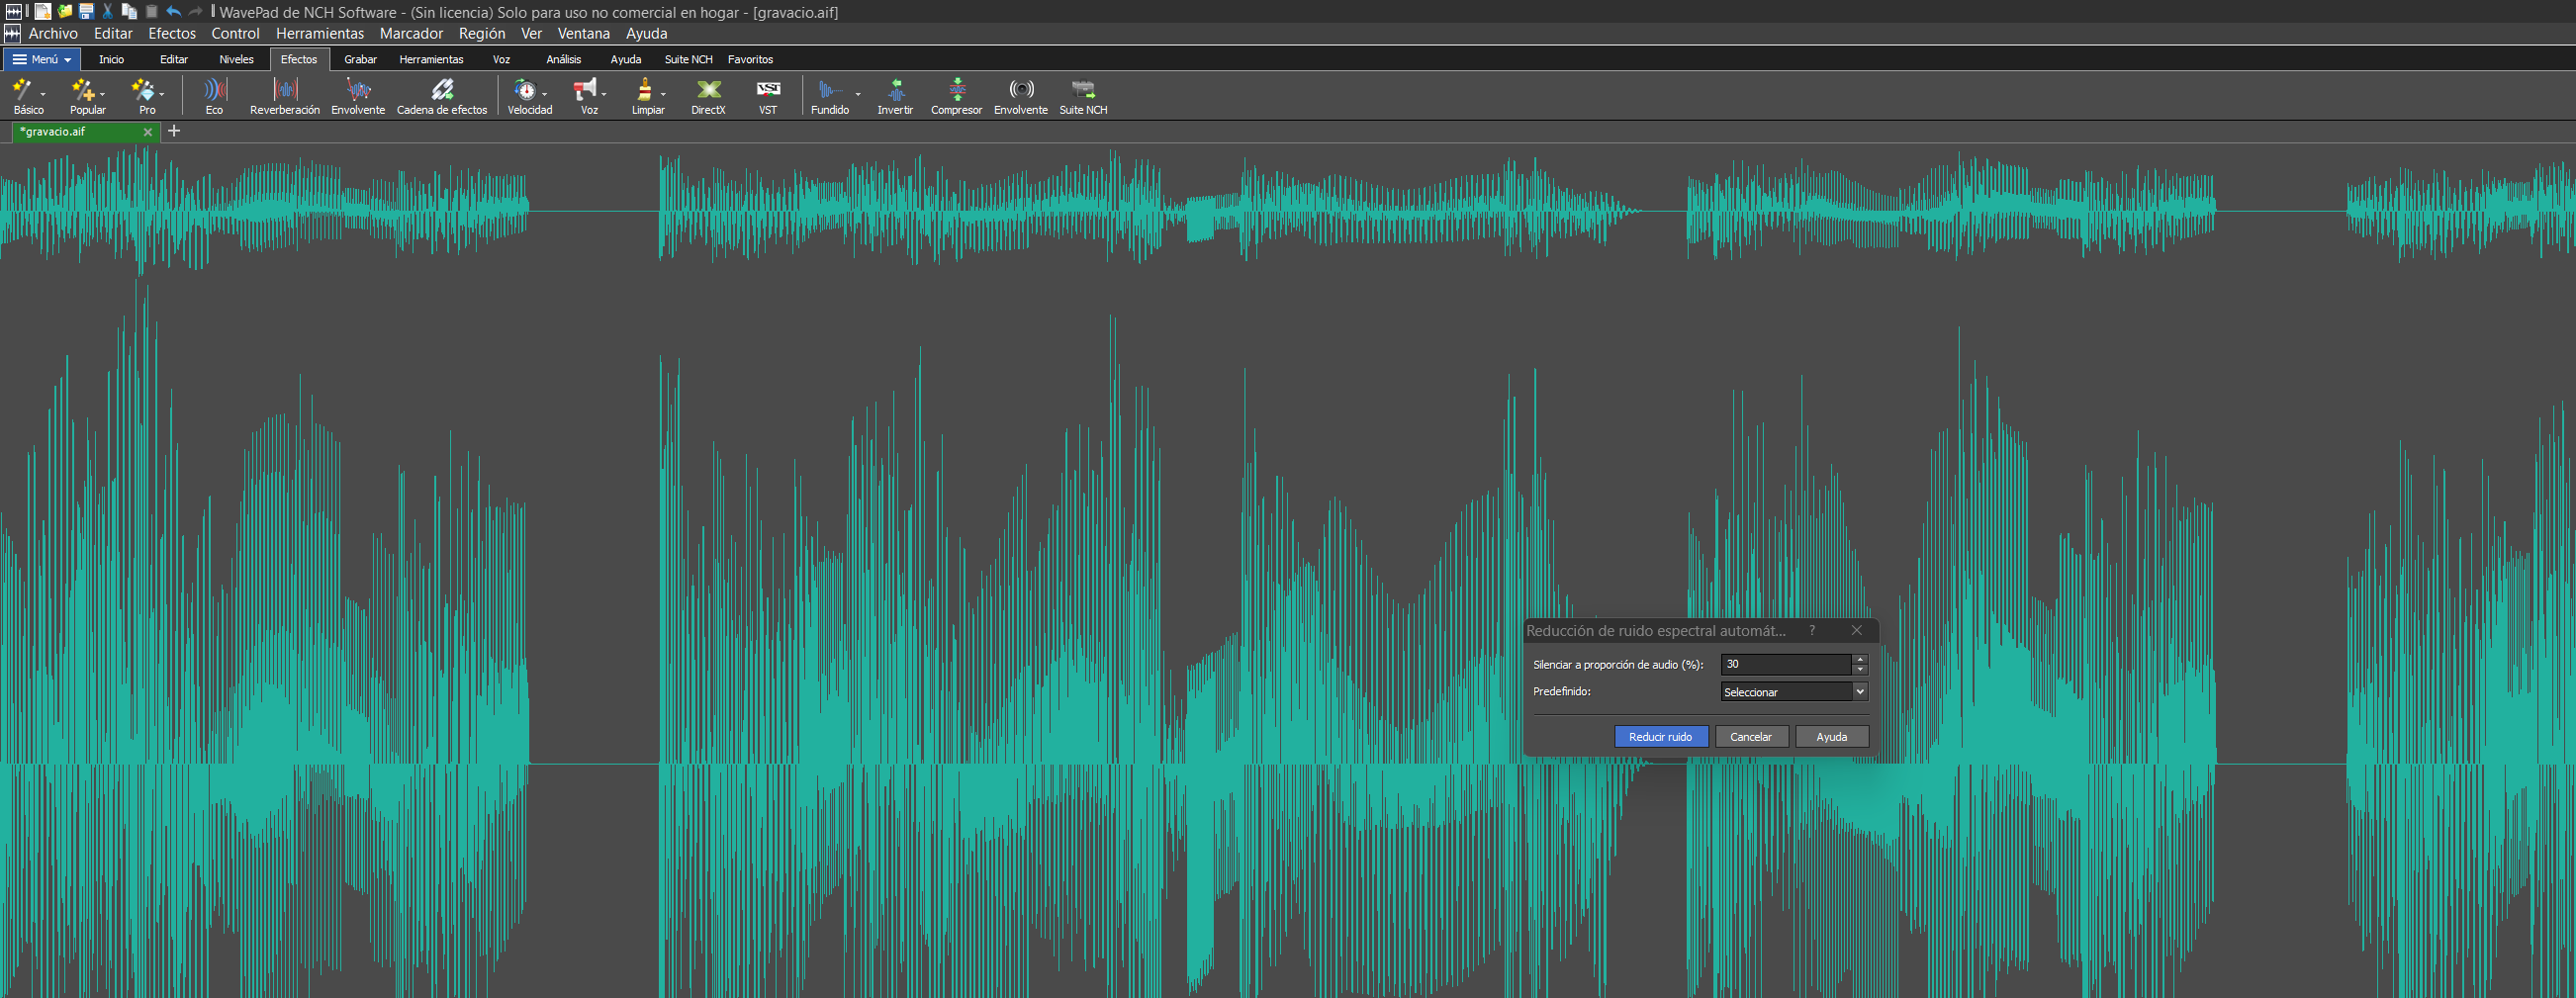 WavePad de NCH Software - (Sin licencia) Solo para uso no comercial en hogar - [gravacio.aif]
Archivo Editar Efectos Control Herramientas Marcador Región Ver Ventana Ayuda
Menú Inicio Editar Niveles Efectos Grabar Herramientas Voz Análisis Ayuda Suite NCH Favoritos
Básico Popular Pro Eco Reverberación Envolvente Cadena de efectos Velocidad Voz Limpiar DirectX VST Fundido Invertir Compresor Envolvente Suite NCH
*gravacio.aif
Reducción de ruido espectral automát... ?
Silenciar a proporción de audio (%): 30
Predefinido: Seleccionar
Reducir ruido Cancelar Ayuda